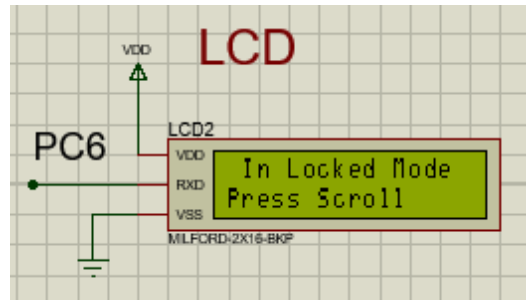 LCD
VDD
PC6
LCD2
VDD
RXD
VSS
In Locked Mode
Press Scroll
MILFORD-2X16-BKP